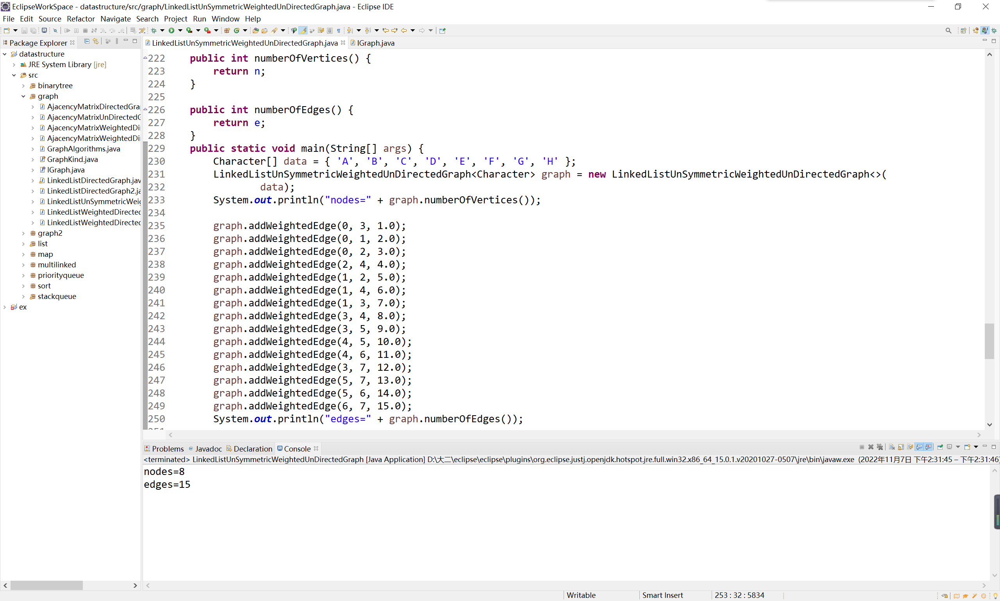 EclipseWorkSpace - datastructure/src/graph/LinkedListUnSymmetricWeightedUnDirectedGraph.java - Eclipse IDE
File Edit Source Refactor Navigate Search Project Run Window Help
Package Explorer
datastructure
JRE System Library [jre]
src
binarytree
graph
AjacencyMatrixDirectedGra
AjacencyMatrixUnDirectedG
AjacencyMatrixWeightedDi
AjacencyMatrixWeightedDi
GraphAlgorithms.java
GraphKind.java
IGraph.java
LinkedListDirectedGraph.jav
LinkedListDirectedGraph2.ja
LinkedListUnSymmetricWeig
LinkedListWeightedDirected
LinkedListWeightedDirected
graph2
list
map
multilinked
priorityqueue
sort
stackqueue
ex
LinkedListUnSymmetricWeightedUnDirectedGraph.java IGraph.java
222 public int numberOfVertices() {
223 return n;
224 }
225
226 public int numberOfEdges() {
227 return e;
228 }
229 public static void main(String[] args) {
230 Character[] data = { 'A', 'B', 'C', 'D', 'E', 'F', 'G', 'H' };
231 LinkedListUnSymmetricWeightedUnDirectedGraph<Character> graph = new LinkedListUnSymmetricWeightedUnDirectedGraph<>(
232 data);
233 System.out.println("nodes=" + graph.numberOfVertices());
234
235 graph.addWeightedEdge(0, 3, 1.0);
236 graph.addWeightedEdge(0, 1, 2.0);
237 graph.addWeightedEdge(0, 2, 3.0);
238 graph.addWeightedEdge(2, 4, 4.0);
239 graph.addWeightedEdge(1, 2, 5.0);
240 graph.addWeightedEdge(1, 4, 6.0);
241 graph.addWeightedEdge(1, 3, 7.0);
242 graph.addWeightedEdge(3, 4, 8.0);
243 graph.addWeightedEdge(3, 5, 9.0);
244 graph.addWeightedEdge(4, 5, 10.0);
245 graph.addWeightedEdge(4, 6, 11.0);
246 graph.addWeightedEdge(3, 7, 12.0);
247 graph.addWeightedEdge(5, 7, 13.0);
248 graph.addWeightedEdge(5, 6, 14.0);
249 graph.addWeightedEdge(6, 7, 15.0);
250 System.out.println("edges=" + graph.numberOfEdges());
Problems Javadoc Declaration Console
<terminated> LinkedListUnSymmetricWeightedUnDirectedGraph [Java Application] D:\大二\eclipse\eclipse\plugins\org.eclipse.justj.openjdk.hotspot.jre.full.win32.x86_64_15.0.1.v20201027-0507\jre\bin\javaw.exe (2022年11月7日 下午2:31:45 – 下午2:31:46)
nodes=8
edges=15
Writable Smart Insert 253 : 32 : 5834